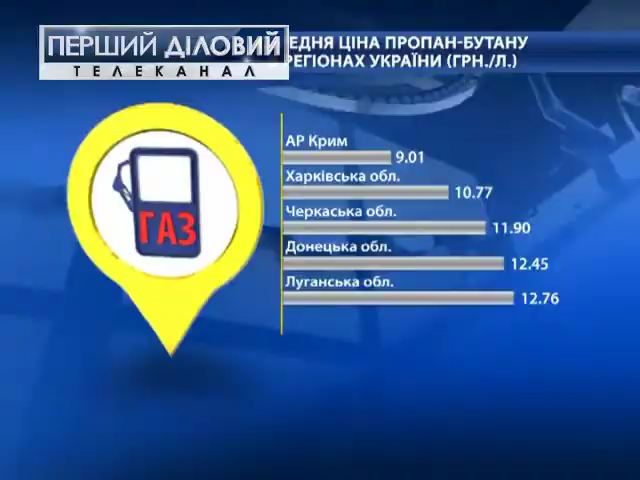 ПЕРШИЙ ДІЛОВИЙ
ТЕЛЕКАНАЛ
ЕДНЯ ЦІНА ПРОПАН-БУТАНУ
РЕГІОНАХ УКРАЇНИ (ГРН./Л.)
ГАЗ
АР Крим
9.01
Харківська обл.
10.77
Черкаська обл.
11.90
Донецька обл.
12.45
Луганська обл.
12.76